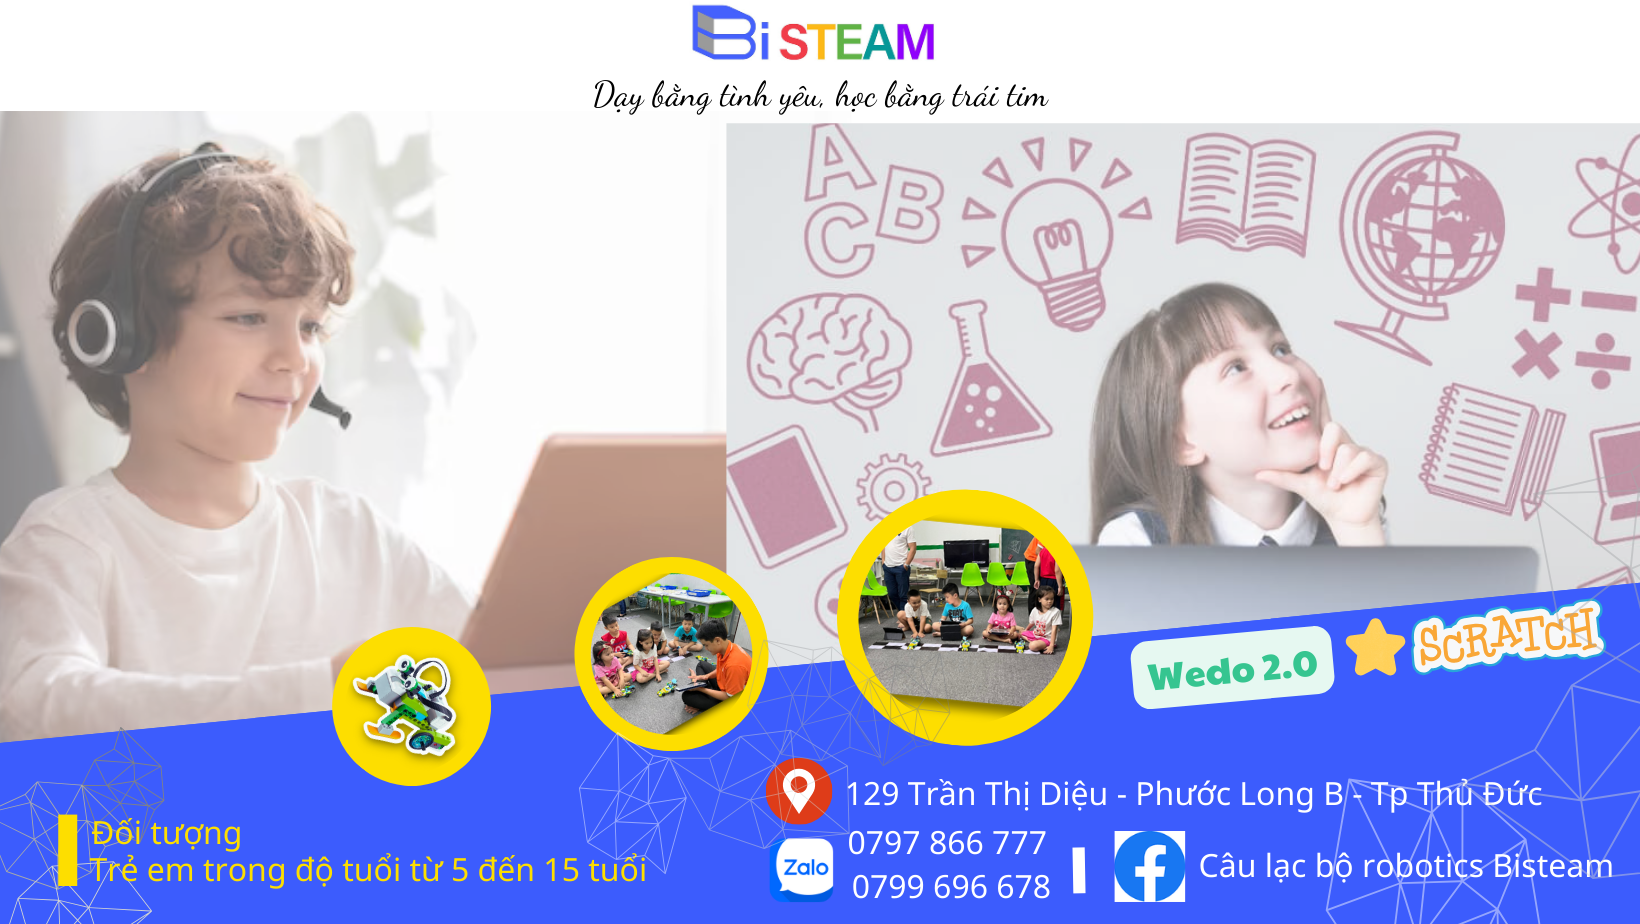 Bi STEAM
Dạy bằng tình yêu, học bằng trái tim
A
B
C
Wedo 2.0
SCRATCH
129 Trần Thị Diệu - Phước Long B - Tp Thủ Đức
Đối tượng
Trẻ em trong độ tuổi từ 5 đến 15 tuổi
Zalo
0797 866 777
0799 696 678
Câu lạc bộ robotics Bisteam